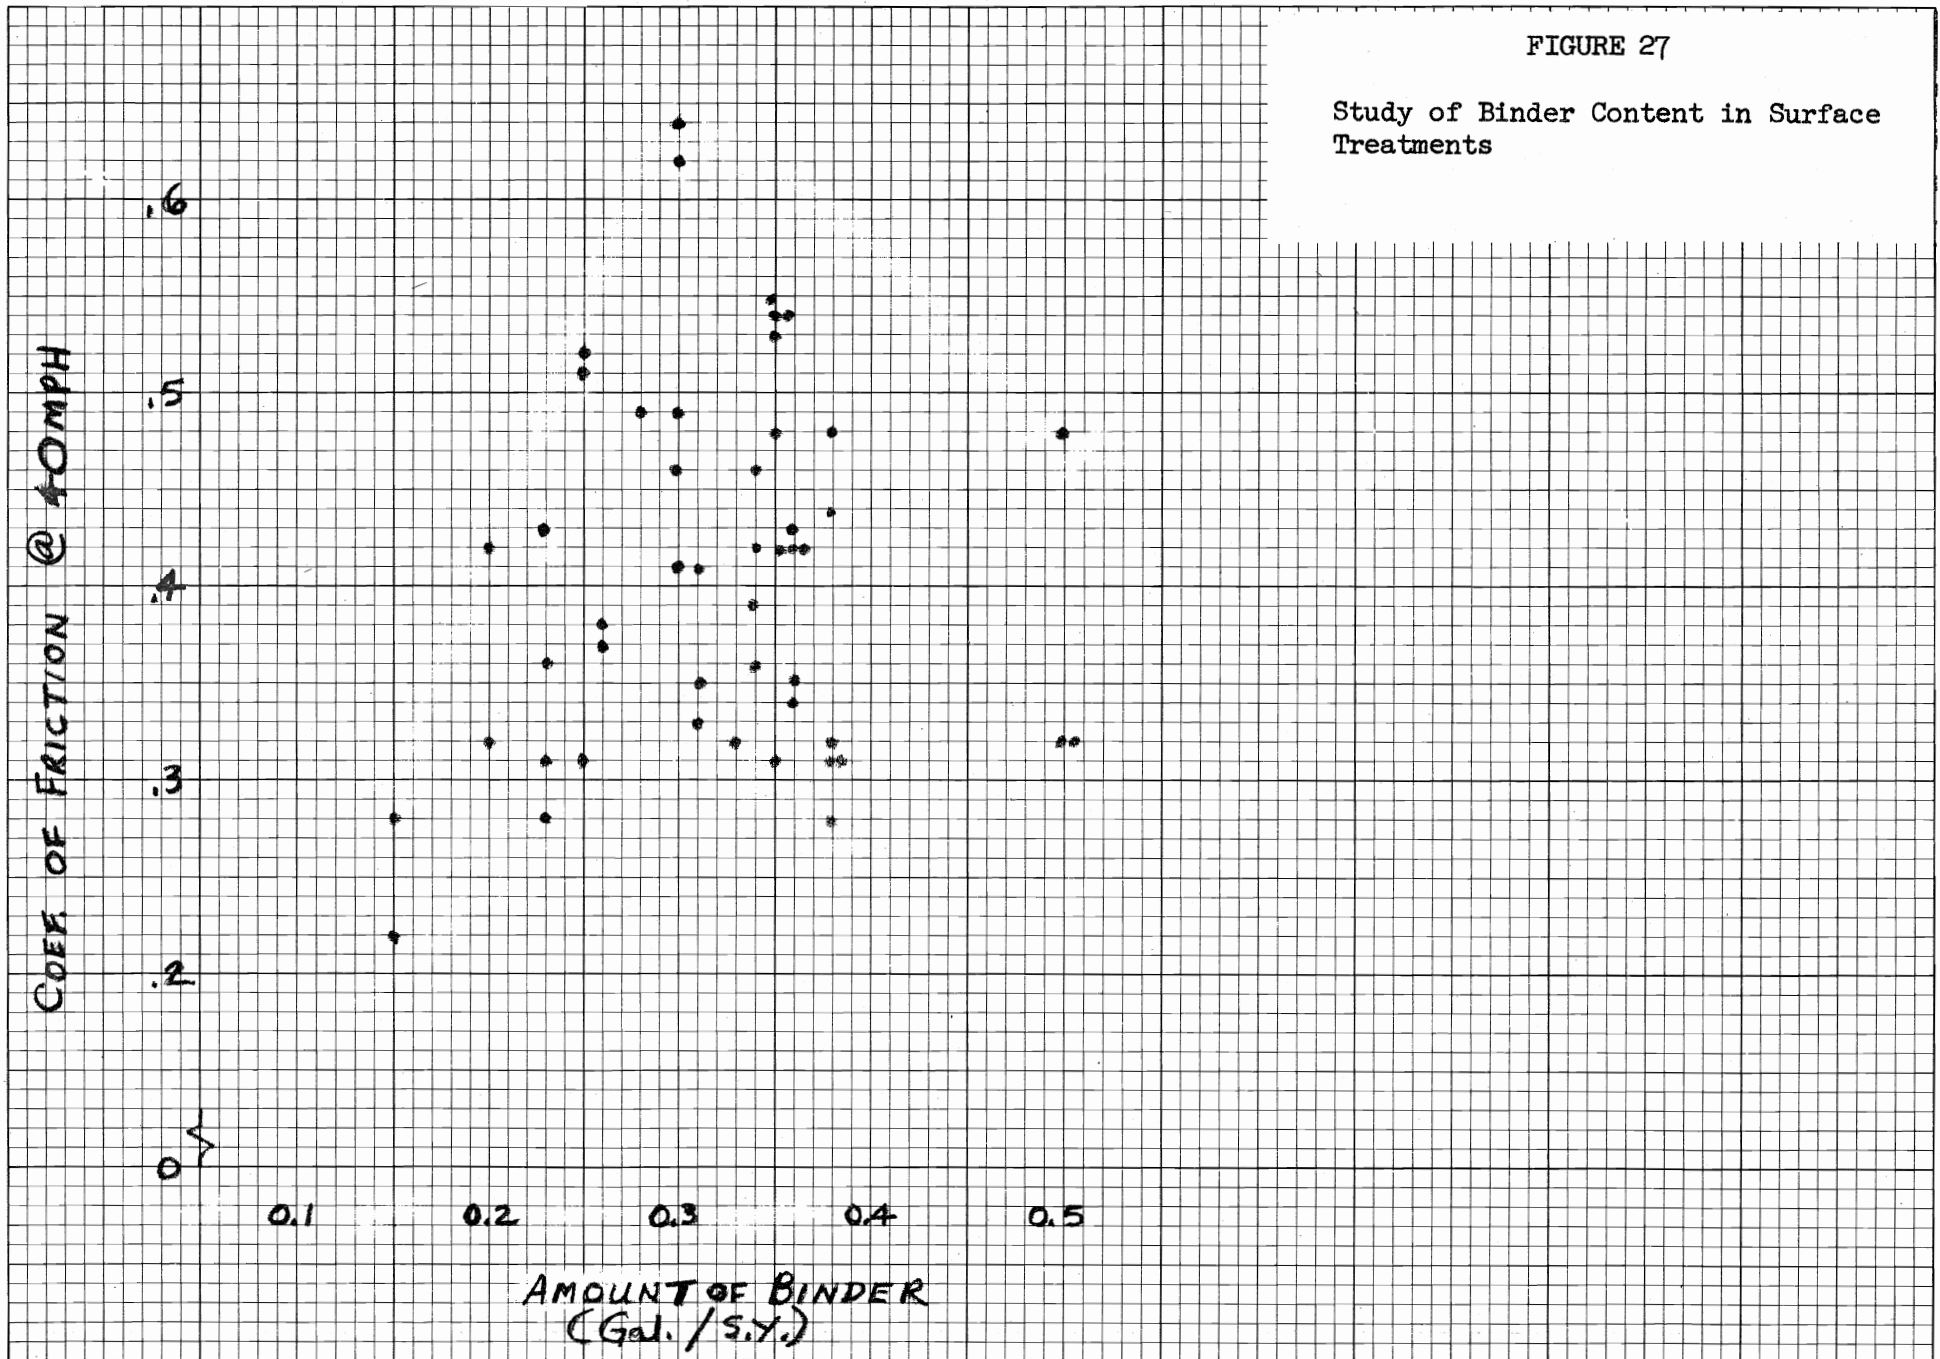 FIGURE 27
Study of Binder Content in Surface
Treatments
COEF. OF FRICTION @ 40MPH
.6
.5
.4
.3
.2
0
0.1 0.2 0.3 0.4 0.5
AMOUNT OF BINDER
(Gal. / S.Y.)